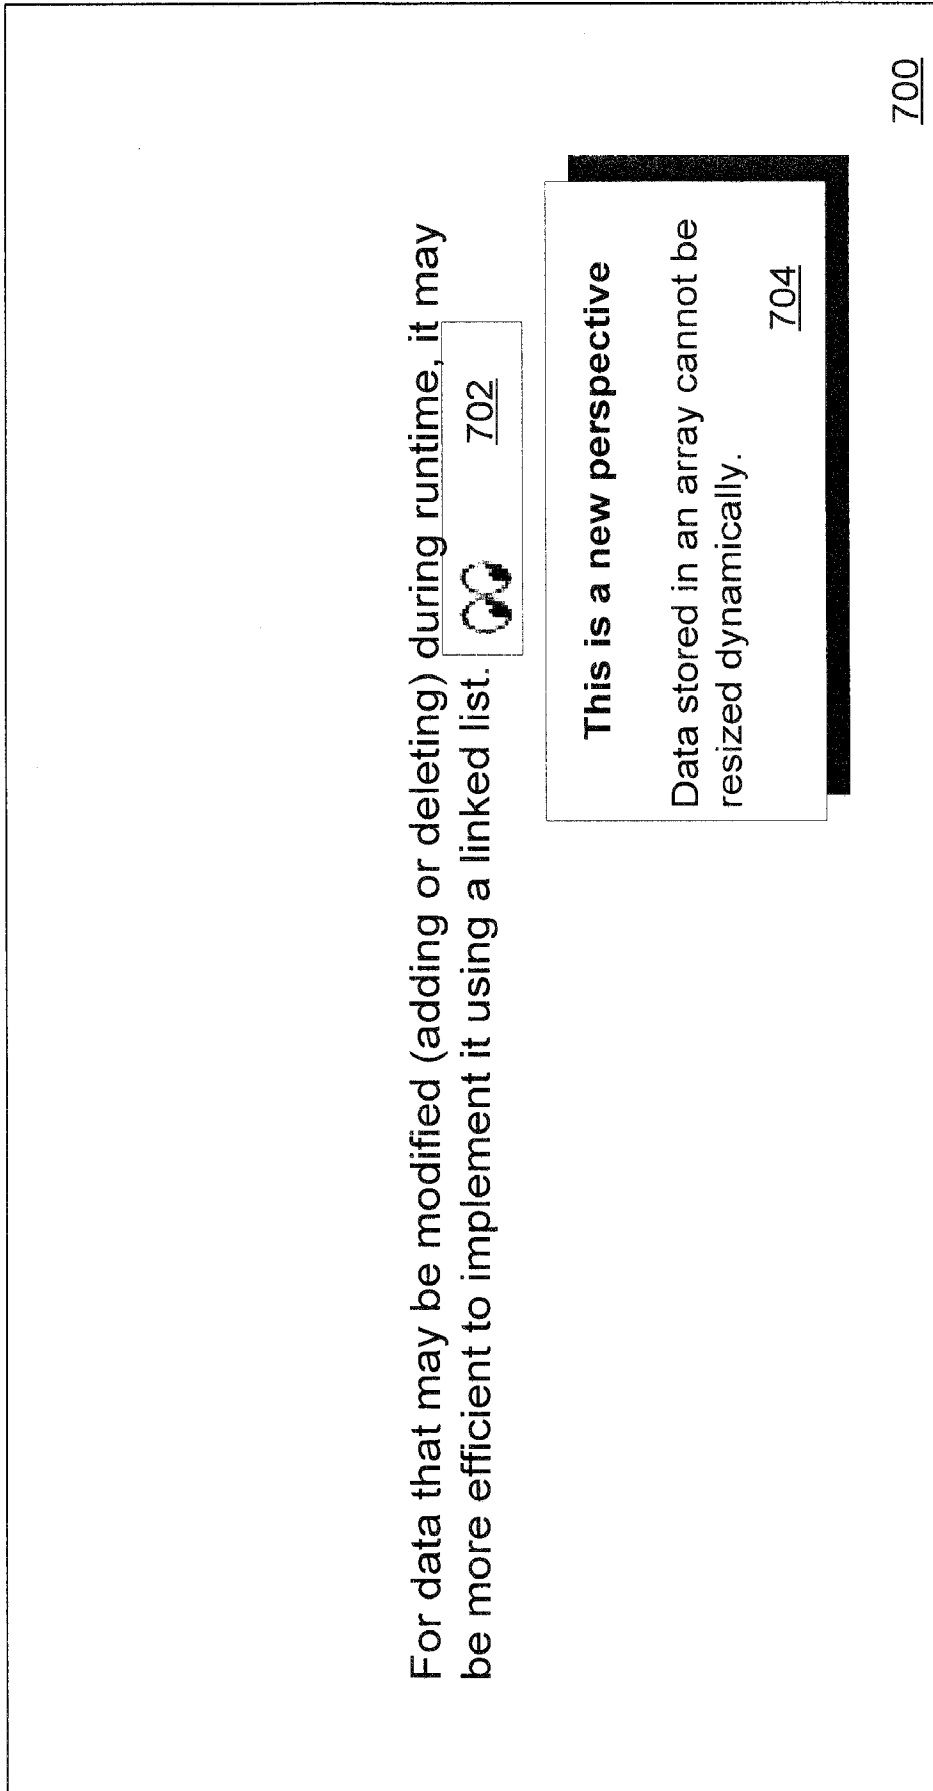 For data that may be modified (adding or deleting) during runtime, it may
be more efficient to implement it using a linked list.
702
This is a new perspective
Data stored in an array cannot be
resized dynamically.
704
700